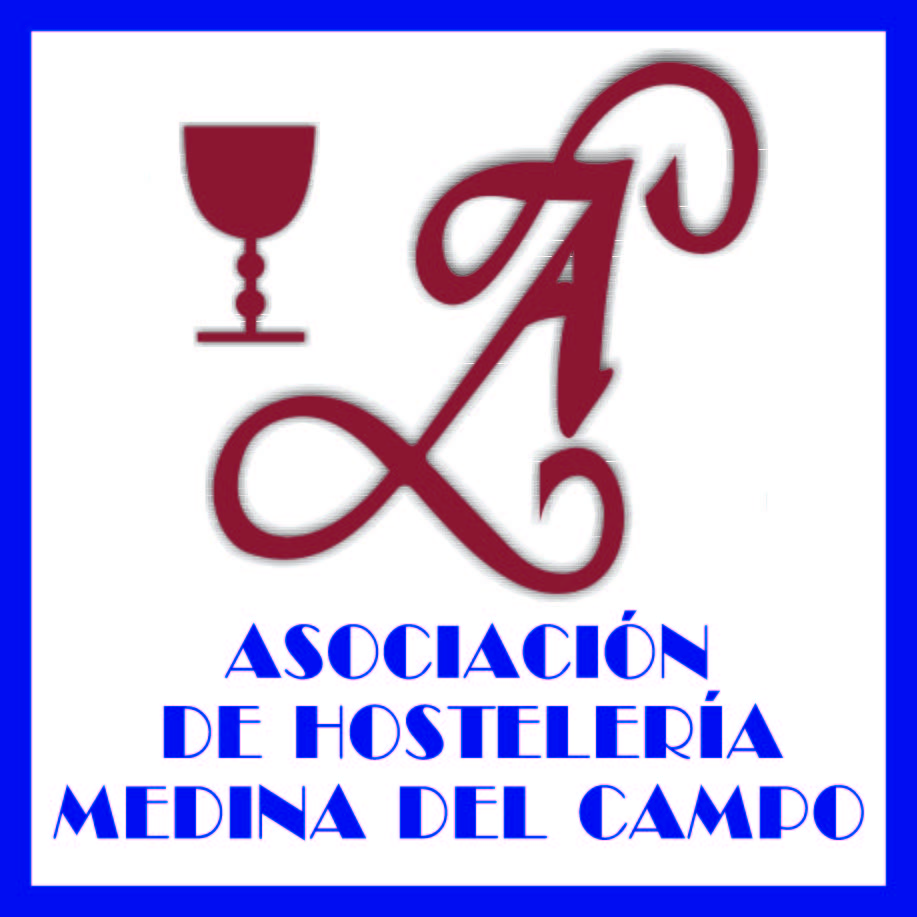 A
ASOCIACIÓN
DE HOSTELERÍA
MEDINA DEL CAMPO